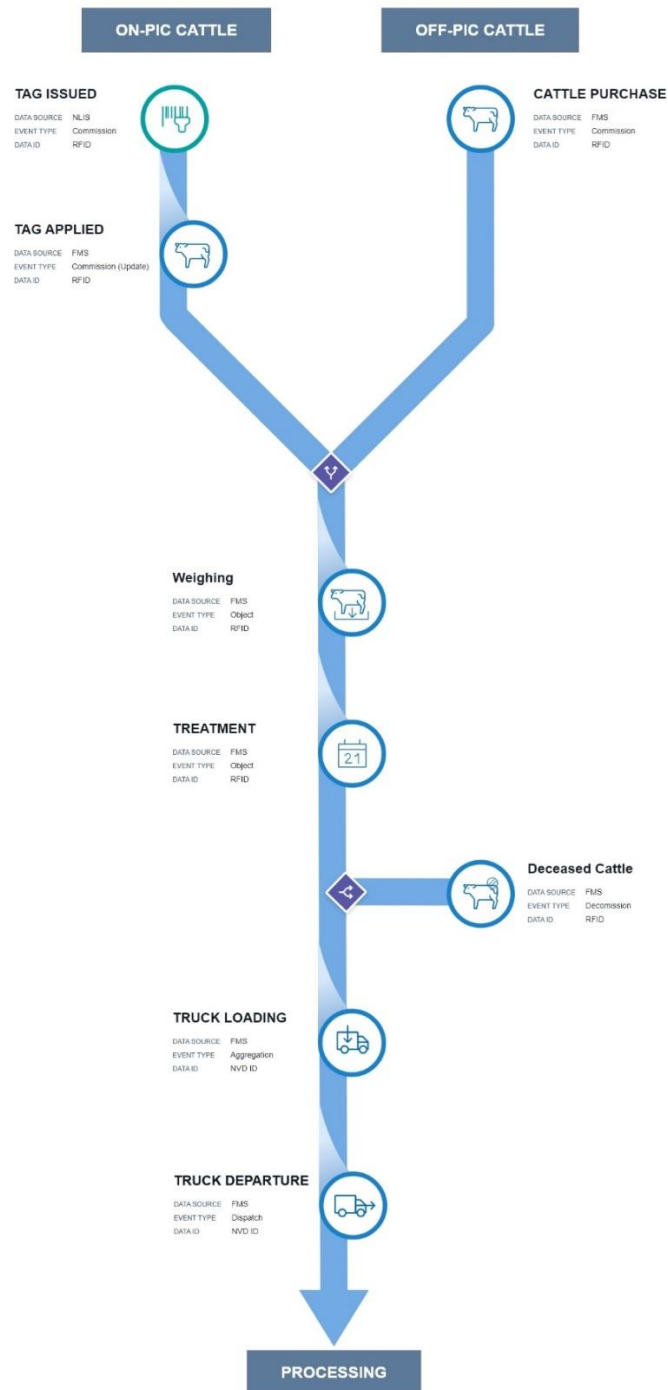 ON-PIC CATTLE
OFF-PIC CATTLE
TAG ISSUED
DATA SOURCE NLIS
EVENT TYPE Commission
DATA ID RFID
CATTLE PURCHASE
DATA SOURCE FMS
EVENT TYPE Commission
DATA ID RFID
TAG APPLIED
DATA SOURCE FMS
EVENT TYPE Commission (Update)
DATA ID RFID
Weighing
DATA SOURCE FMS
EVENT TYPE Object
DATA ID RFID
TREATMENT
DATA SOURCE FMS
EVENT TYPE Object
DATA ID RFID
21
Deceased Cattle
DATA SOURCE FMS
EVENT TYPE Decomission
DATA ID RFID
TRUCK LOADING
DATA SOURCE FMS
EVENT TYPE Aggregation
DATA ID NVD ID
TRUCK DEPARTURE
DATA SOURCE FMS
EVENT TYPE Dispatch
DATA ID NVD ID
PROCESSING